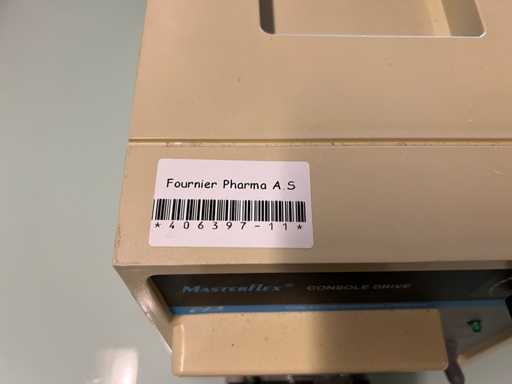 Fournier Pharma A.S
*406397-11*
MASTERFLEX® CONSOLE DRIVE